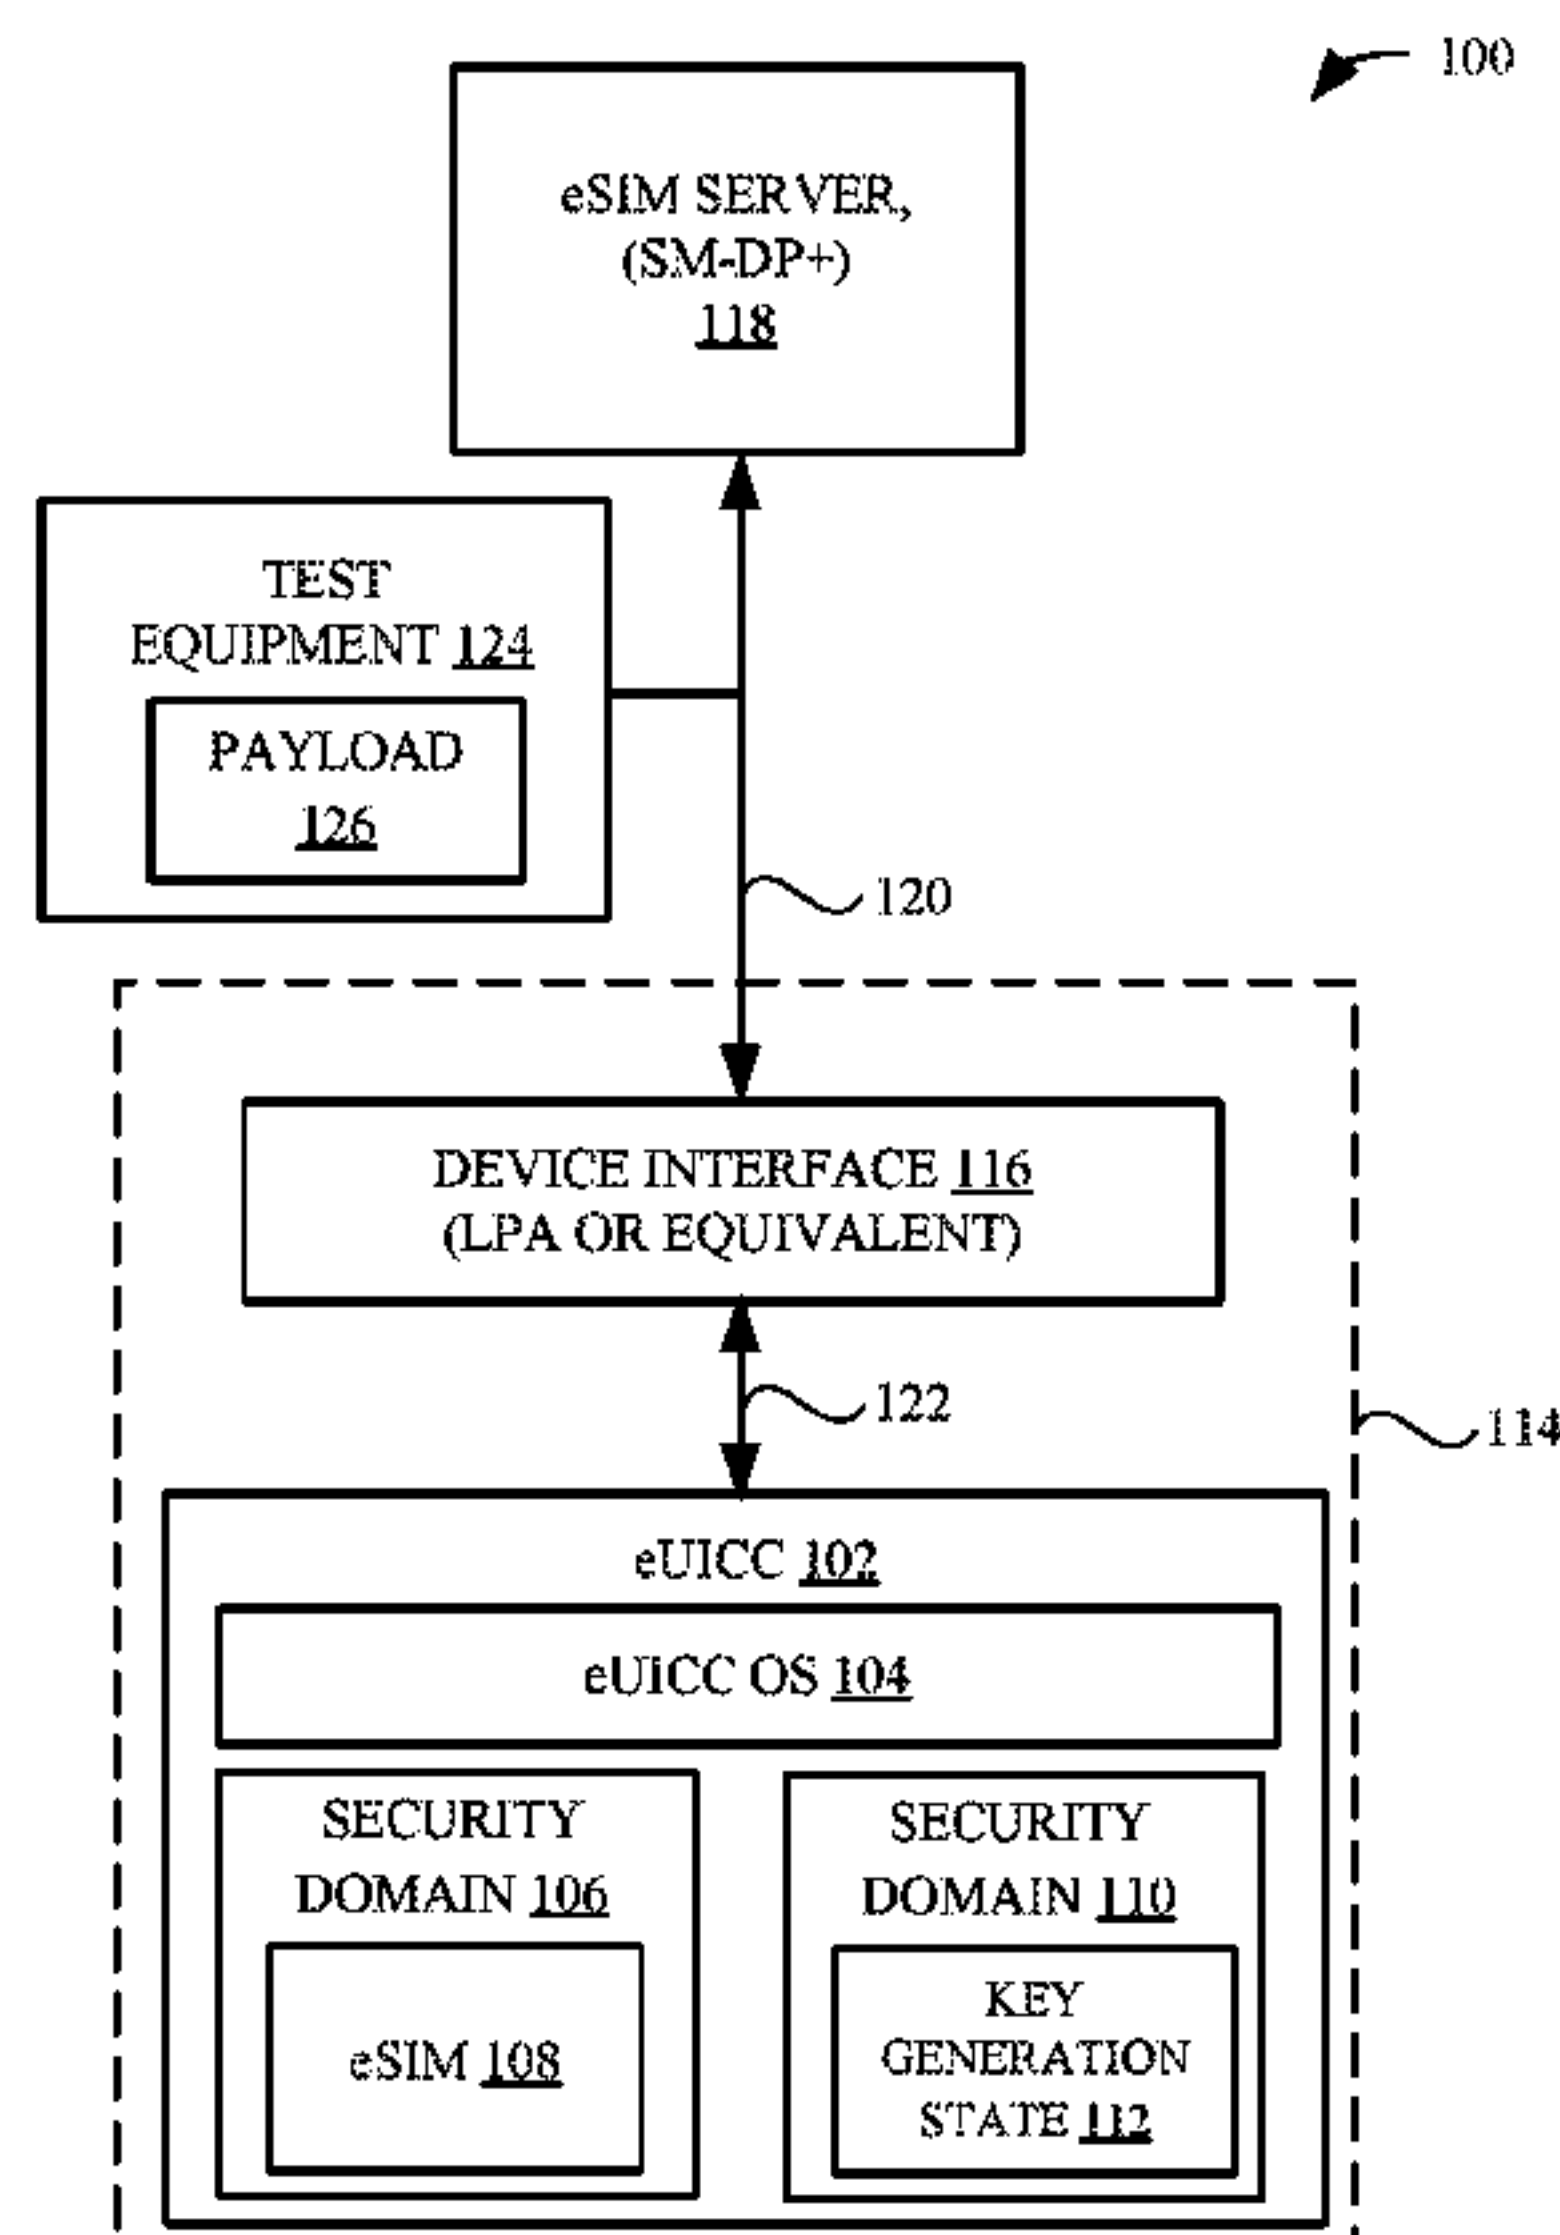 100
eSIM SERVER,
(SM-DP+)
118
TEST
EQUIPMENT 124
PAYLOAD
126
120
DEVICE INTERFACE 116
(LPA OR EQUIVALENT)
122
114
eUICC 102
eUICC OS 104
SECURITY
DOMAIN 106
eSIM 108
SECURITY
DOMAIN 110
KEY
GENERATION
STATE 112